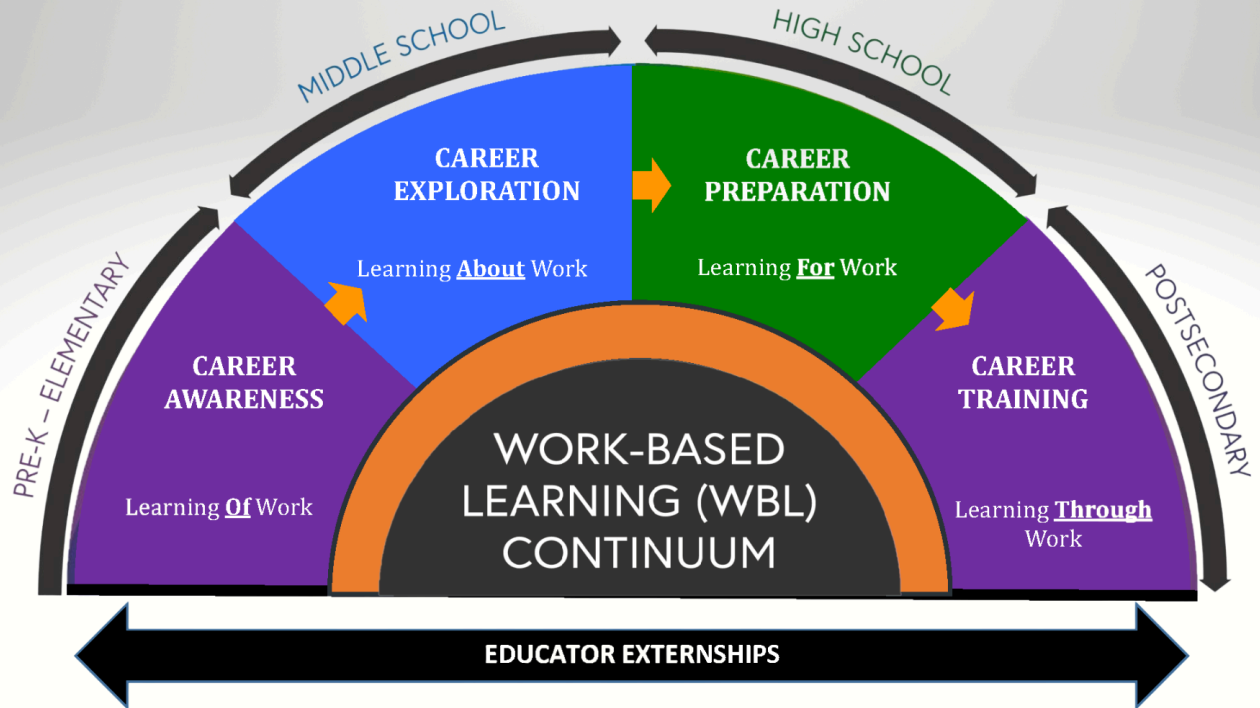 MIDDLE SCHOOL
HIGH SCHOOL
PRE-K – ELEMENTARY
POSTSECONDARY
CAREER
EXPLORATION
Learning About Work
CAREER
PREPARATION
Learning For Work
CAREER
AWARENESS
Learning Of Work
CAREER
TRAINING
Learning Through
Work
WORK-BASED
LEARNING (WBL)
CONTINUUM
EDUCATOR EXTERNSHIPS